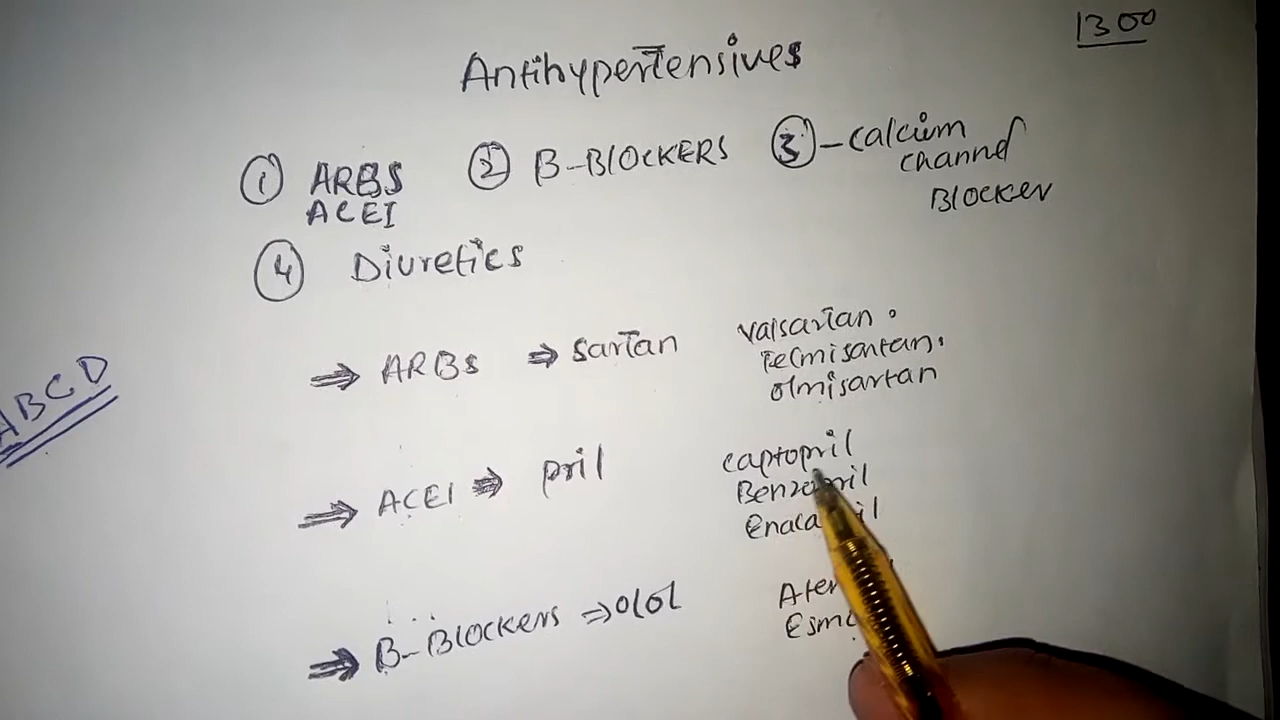 1300
Antihypertensives
① ARBS ② B-BLOCKERS ③ - Calcium
ACEI channel
Blocker
④ Diuretics
⇒ ARBS ⇒ sartan valsartan
Telmisartan
olmisartan
ABCD
⇒ ACEI ⇒ pril captopril
⇒ B-Blockers ⇒ olol